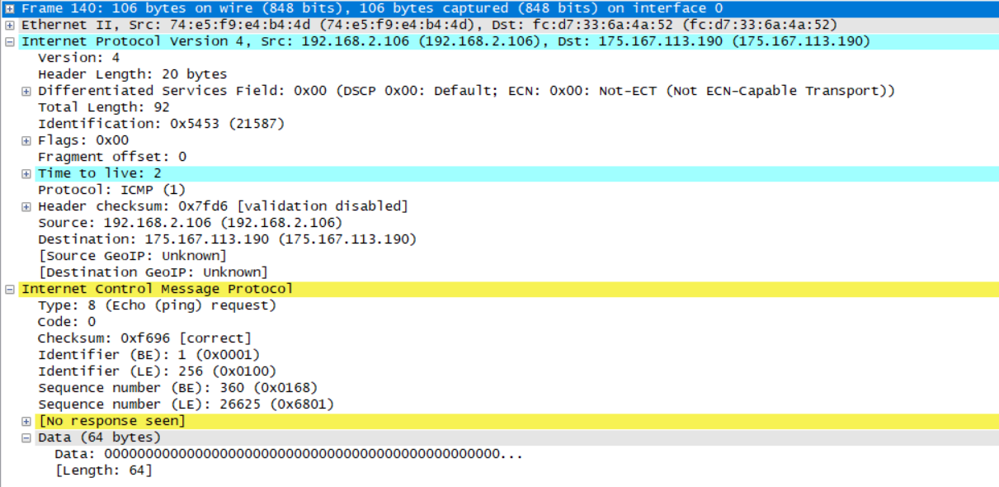 Frame 140: 106 bytes on wire (848 bits), 106 bytes captured (848 bits) on interface 0
Ethernet II, Src: 74:e5:f9:e4:b4:4d (74:e5:f9:e4:b4:4d), Dst: fc:d7:33:6a:4a:52 (fc:d7:33:6a:4a:52)
Internet Protocol Version 4, Src: 192.168.2.106 (192.168.2.106), Dst: 175.167.113.190 (175.167.113.190)
Version: 4
Header Length: 20 bytes
Differentiated Services Field: 0x00 (DSCP 0x00: Default; ECN: 0x00: Not-ECT (Not ECN-Capable Transport))
Total Length: 92
Identification: 0x5453 (21587)
Flags: 0x00
Fragment offset: 0
Time to live: 2
Protocol: ICMP (1)
Header checksum: 0x7fd6 [validation disabled]
Source: 192.168.2.106 (192.168.2.106)
Destination: 175.167.113.190 (175.167.113.190)
[Source GeoIP: Unknown]
[Destination GeoIP: Unknown]
Internet Control Message Protocol
Type: 8 (Echo (ping) request)
Code: 0
Checksum: 0xf696 [correct]
Identifier (BE): 1 (0x0001)
Identifier (LE): 256 (0x0100)
Sequence number (BE): 360 (0x0168)
Sequence number (LE): 26625 (0x6801)
[No response seen]
Data (64 bytes)
Data: 000000000000000000000000000000000000000000000000...
[Length: 64]